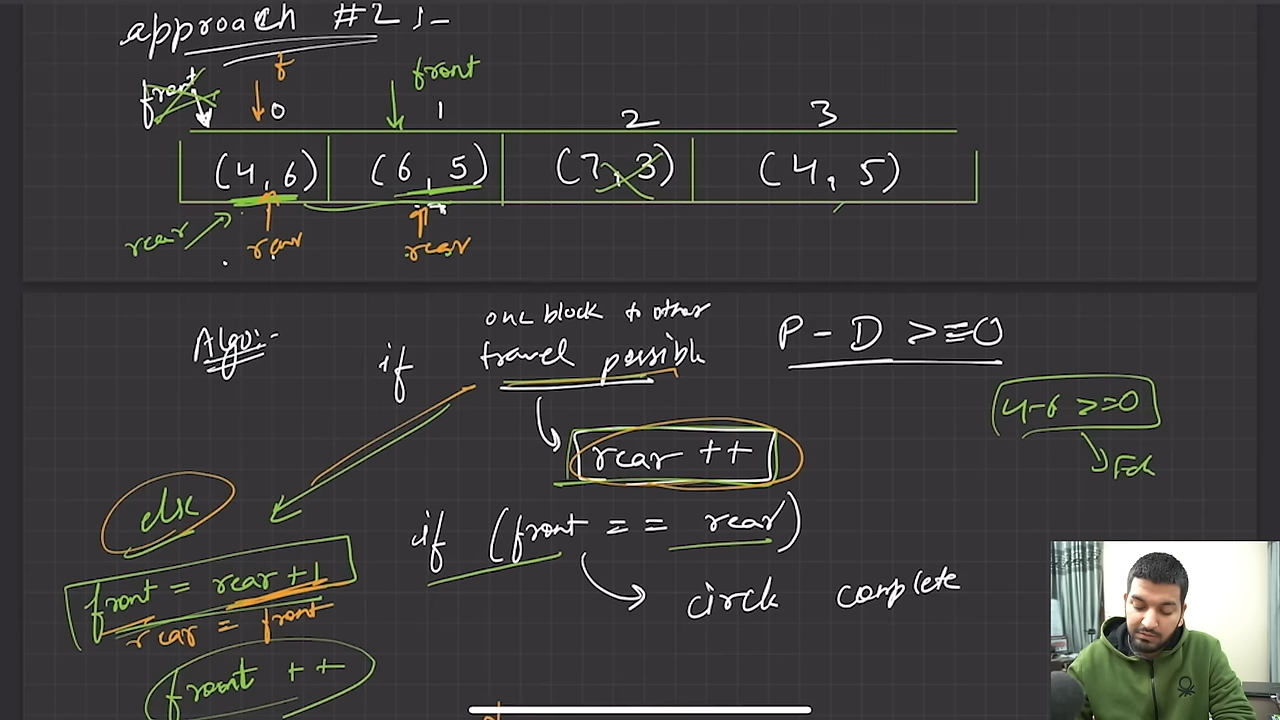 approach #2 :-
f
front
front
0 1 2 3
(4, 6) (6, 5) (7, 3) (4, 5)
rear rear rear
Algo:-
if one block to other
travel possible
P - D >= 0
4-6 >= 0
rear ++
else
if (front == rear)
front = rear + 1
circle complete
rear = front
front ++